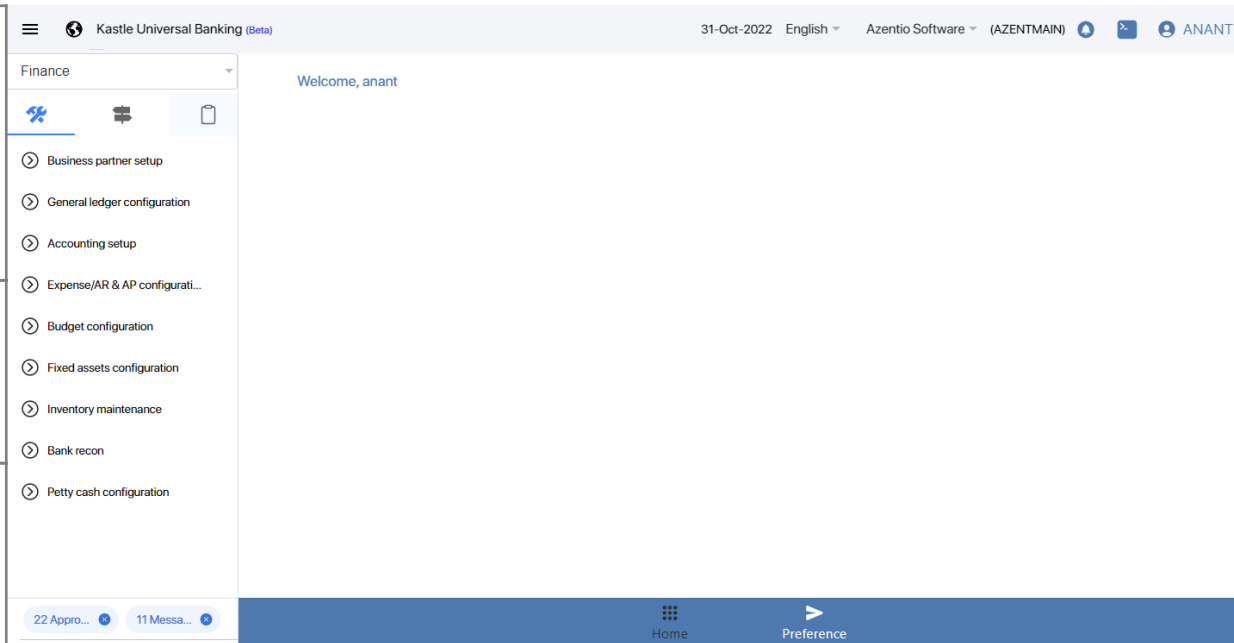 Kastle Universal Banking (Beta) 31-Oct-2022 English Azentio Software (AZENTMAIN) ANANT
Finance
Welcome, anant
Business partner setup
General ledger configuration
Accounting setup
Expense/AR & AP configurati...
Budget configuration
Fixed assets configuration
Inventory maintenance
Bank recon
Petty cash configuration
22 Appro... 11 Messa...
Home Preference